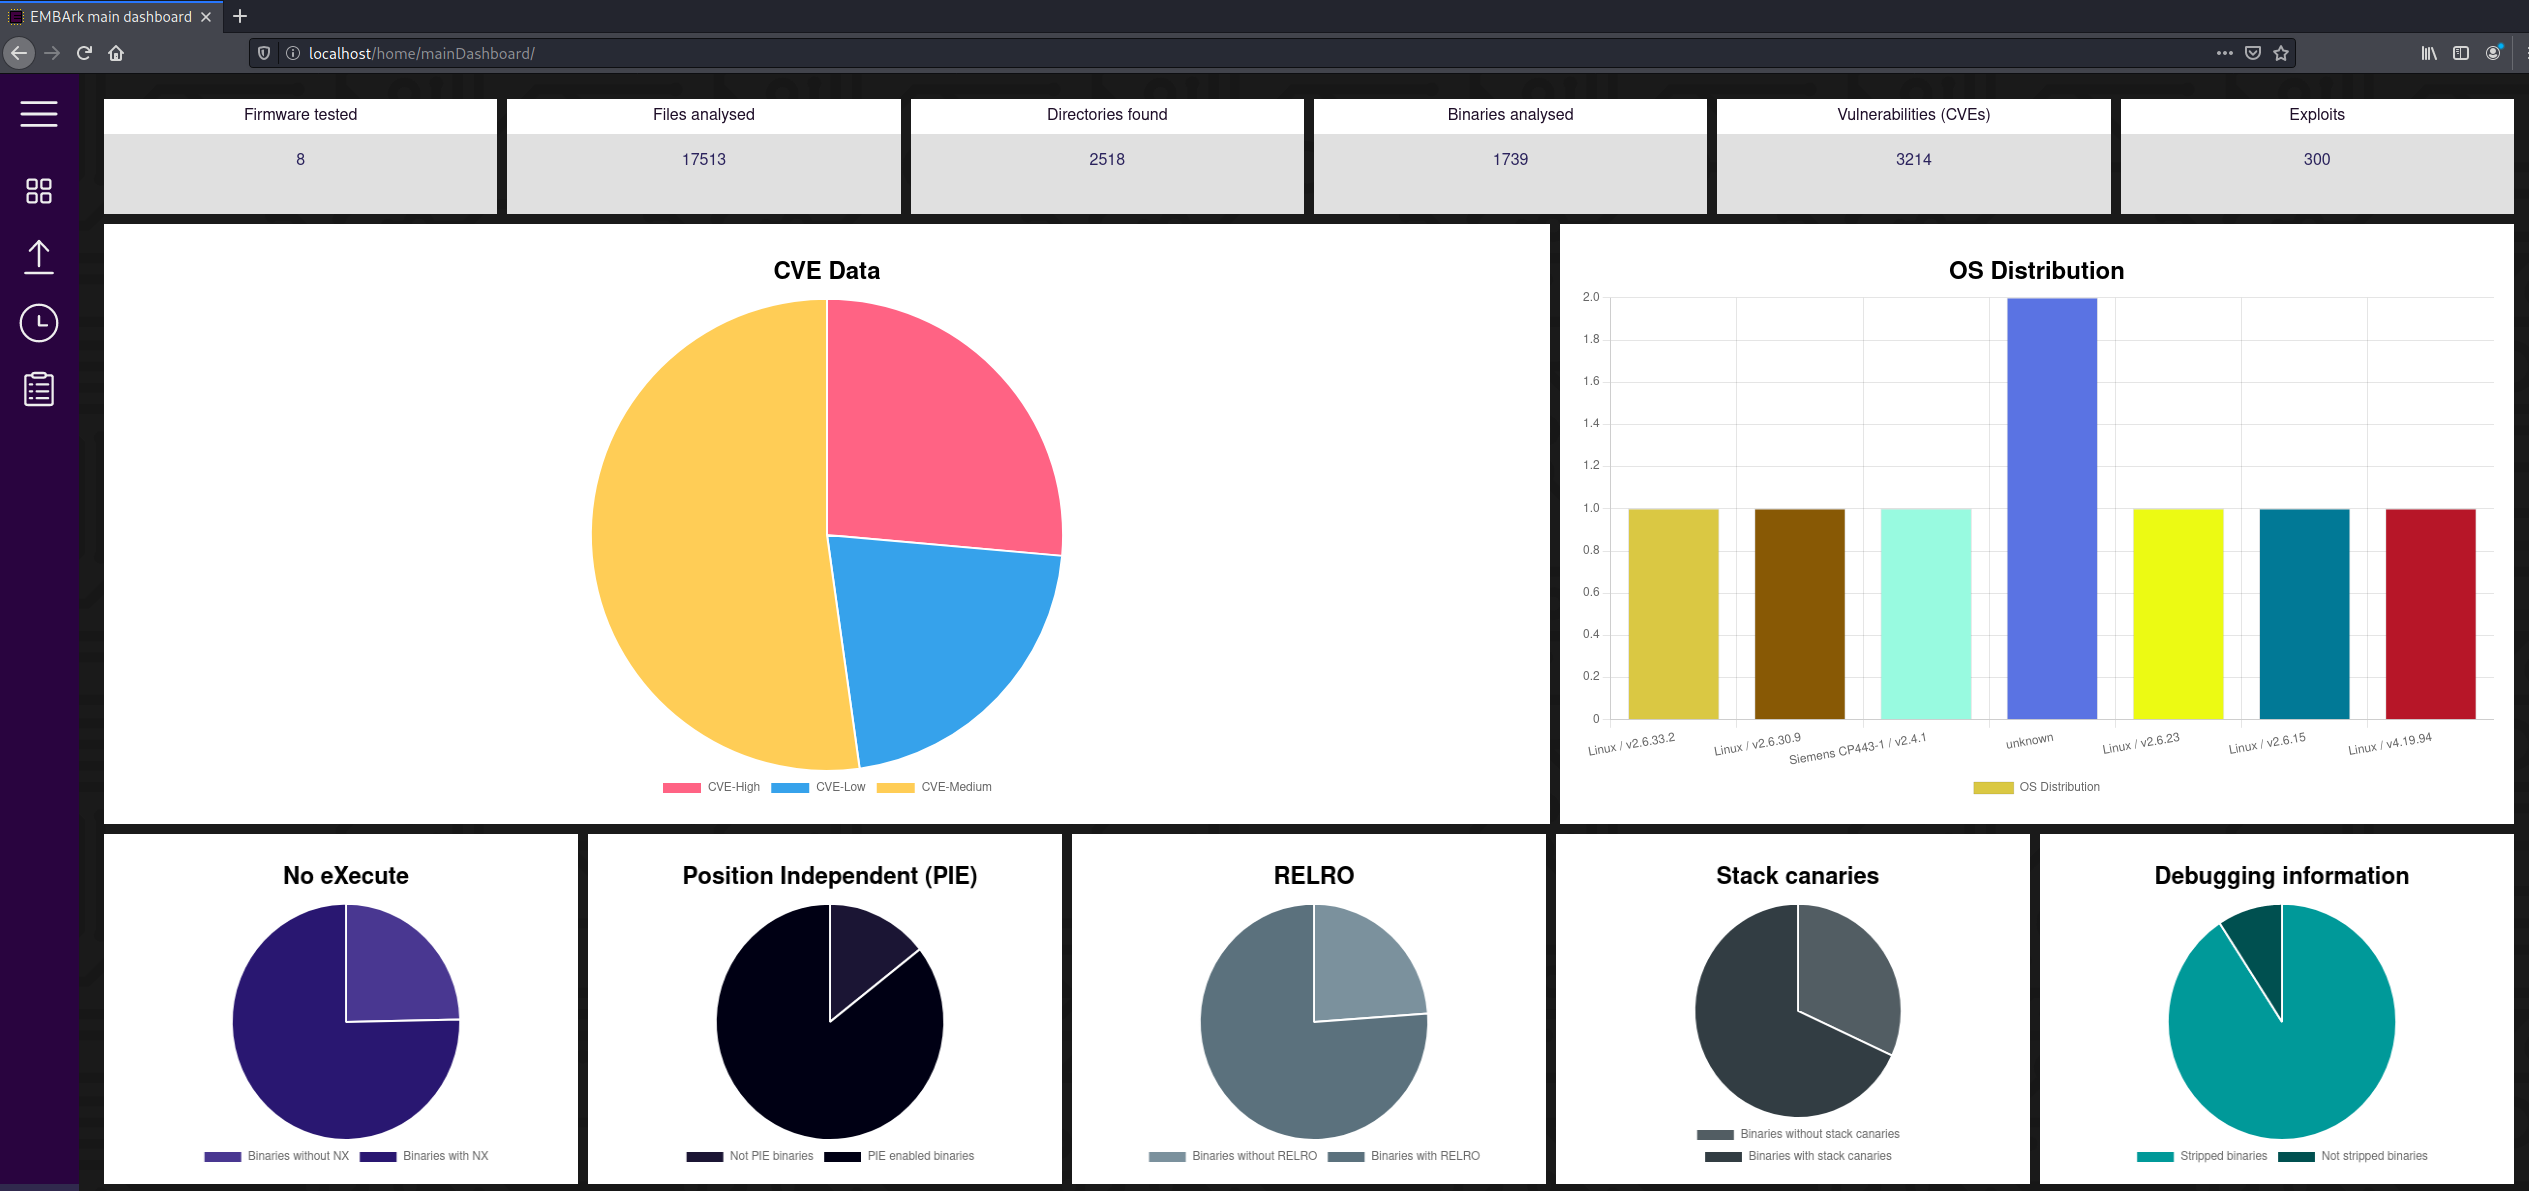 EMBArk main dashboard
localhost/home/mainDashboard/
Firmware tested
8
Files analysed
17513
Directories found
2518
Binaries analysed
1739
Vulnerabilities (CVEs)
3214
Exploits
300
CVE Data
CVE-High CVE-Low CVE-Medium
OS Distribution
2.0
1.8
1.6
1.4
1.2
1.0
0.8
0.6
0.4
0.2
0
Linux / v2.6.33.2
Linux / v2.6.30.9
Siemens CP443-1 / v2.4.1
unknown
Linux / v2.6.23
Linux / v2.6.15
Linux / v4.19.94
OS Distribution
No eXecute
Binaries without NX Binaries with NX
Position Independent (PIE)
Not PIE binaries PIE enabled binaries
RELRO
Binaries without RELRO Binaries with RELRO
Stack canaries
Binaries without stack canaries
Binaries with stack canaries
Debugging information
Stripped binaries Not stripped binaries